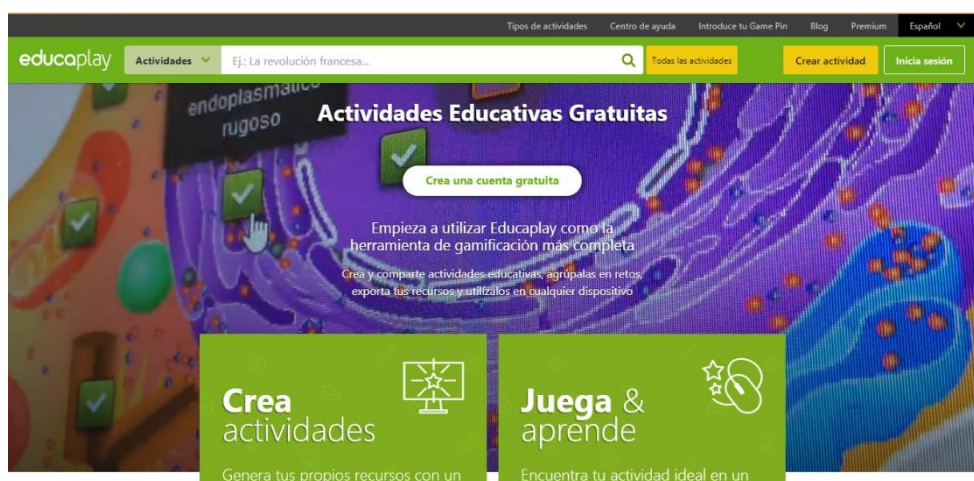 Tipos de actividades Centro de ayuda Introduce tu Game Pin Blog Premium Español
educaplay Actividades Ej.: La revolución francesa... Todas las actividades Crear actividad Inicia sesión
endoplasmático
rugoso
Actividades Educativas Gratuitas
Crea una cuenta gratuita
Empieza a utilizar Educaplay como la
herramienta de gamificación más completa
Crea y comparte actividades educativas, agrúpalas en retos,
exporta tus recursos y utilízalos en cualquier dispositivo
Crea
actividades
Genera tus propios recursos con un
Juega &
aprende
Encuentra tu actividad ideal en un